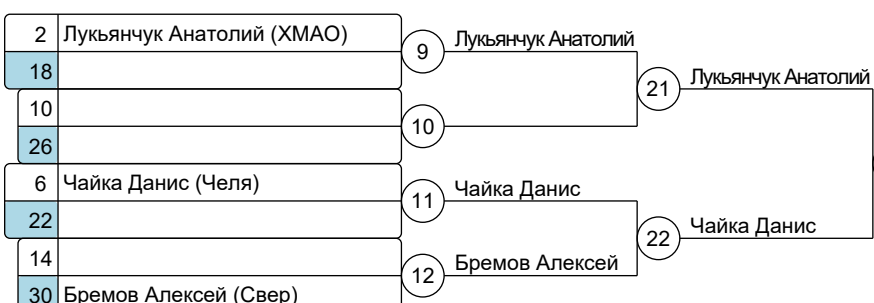 2 Лукьянчук Анатолий (ХМАО)
9 Лукьянчук Анатолий
18
21 Лукьянчук Анатолий
10
10
26
6 Чайка Данис (Челя)
11 Чайка Данис
22
22 Чайка Данис
14
12 Бремов Алексей
30 Бремов Алексей (Свер)